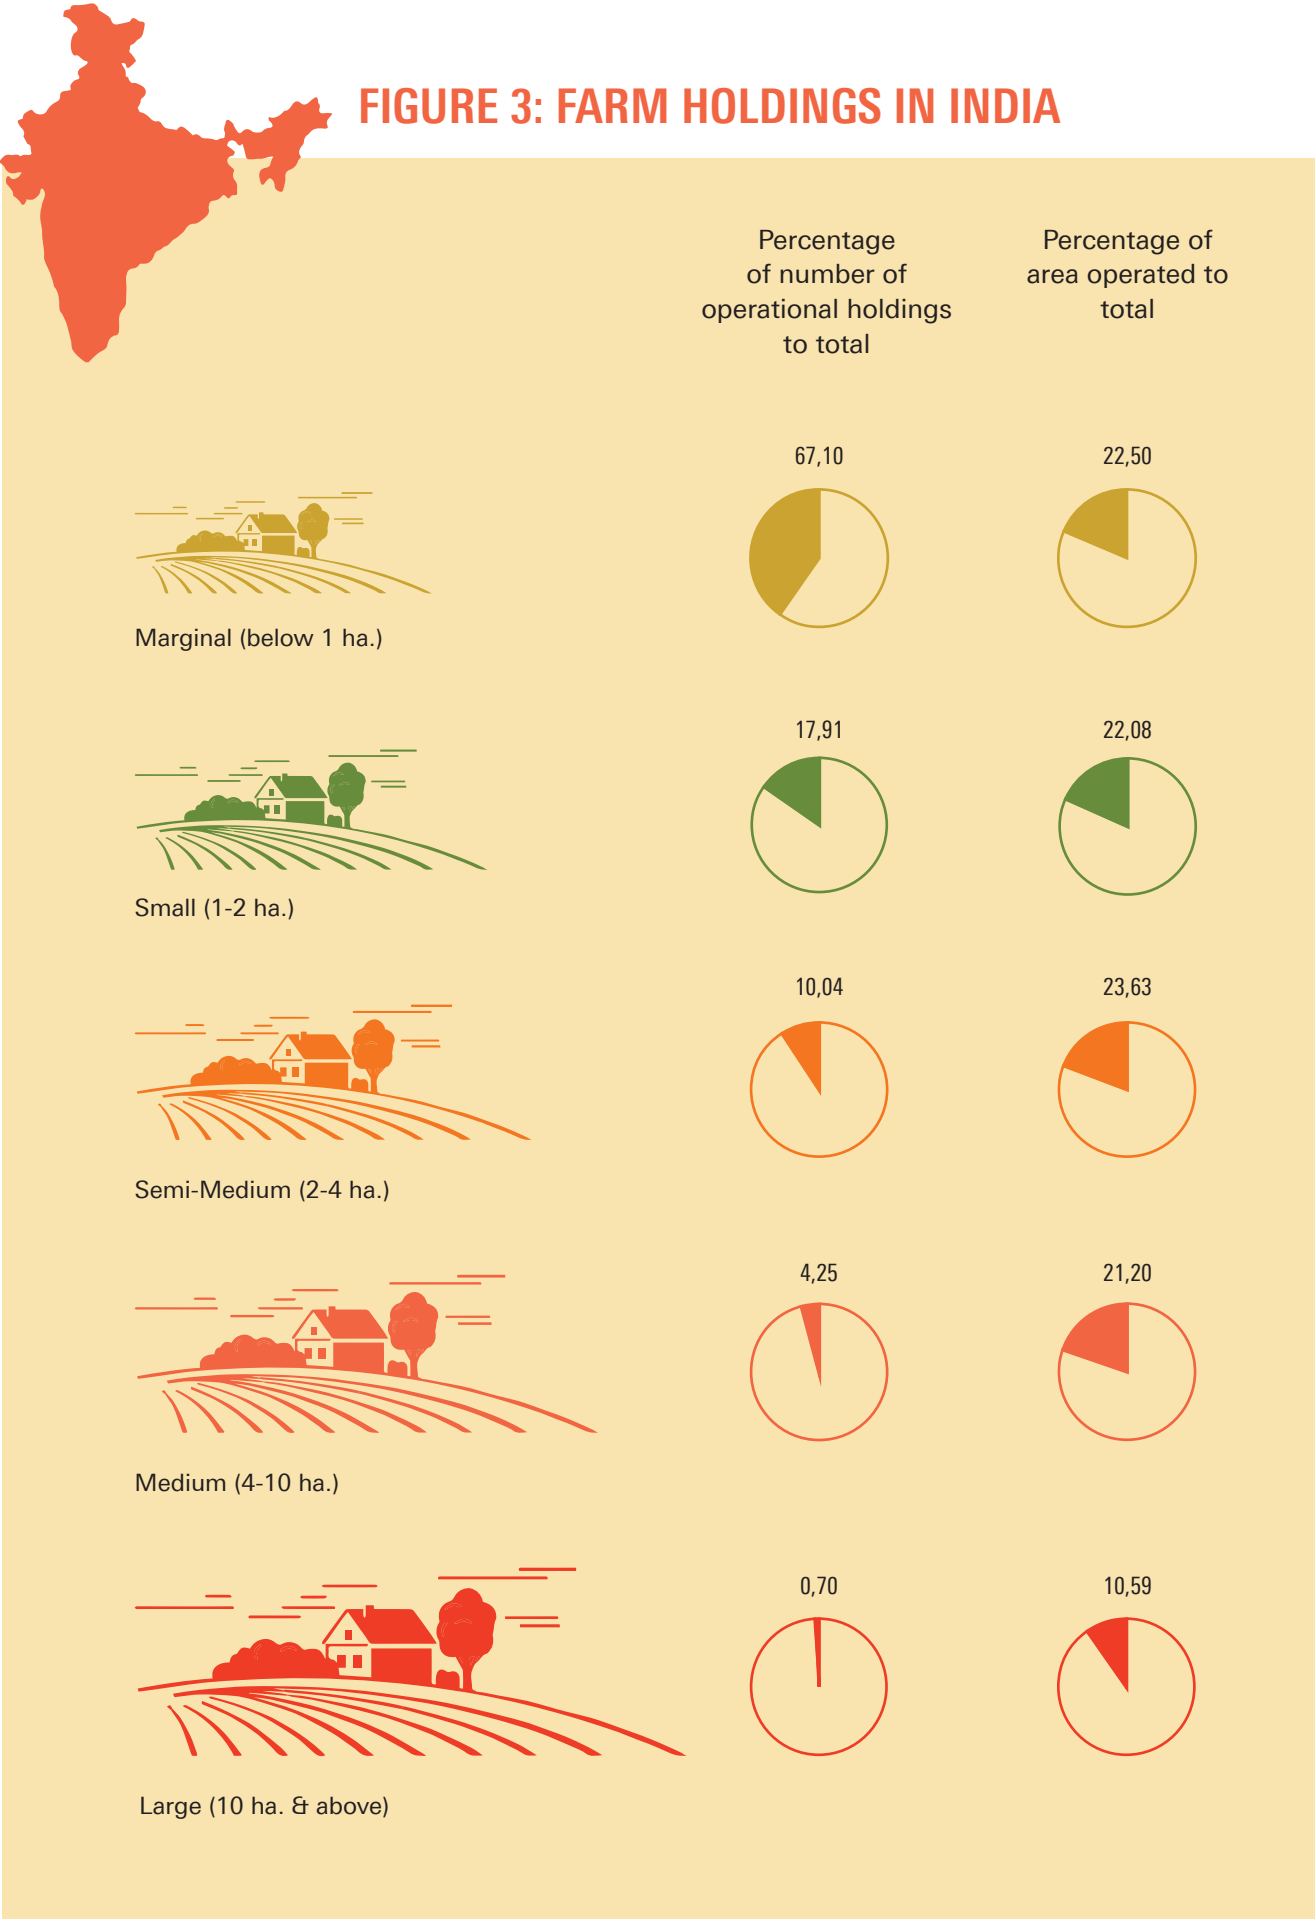 FIGURE 3: FARM HOLDINGS IN INDIA
Percentage
of number of
operational holdings
to total
Percentage of
area operated to
total
67,10
22,50
Marginal (below 1 ha.)
17,91
22,08
Small (1-2 ha.)
10,04
23,63
Semi-Medium (2-4 ha.)
4,25
21,20
Medium (4-10 ha.)
0,70
10,59
Large (10 ha. & above)